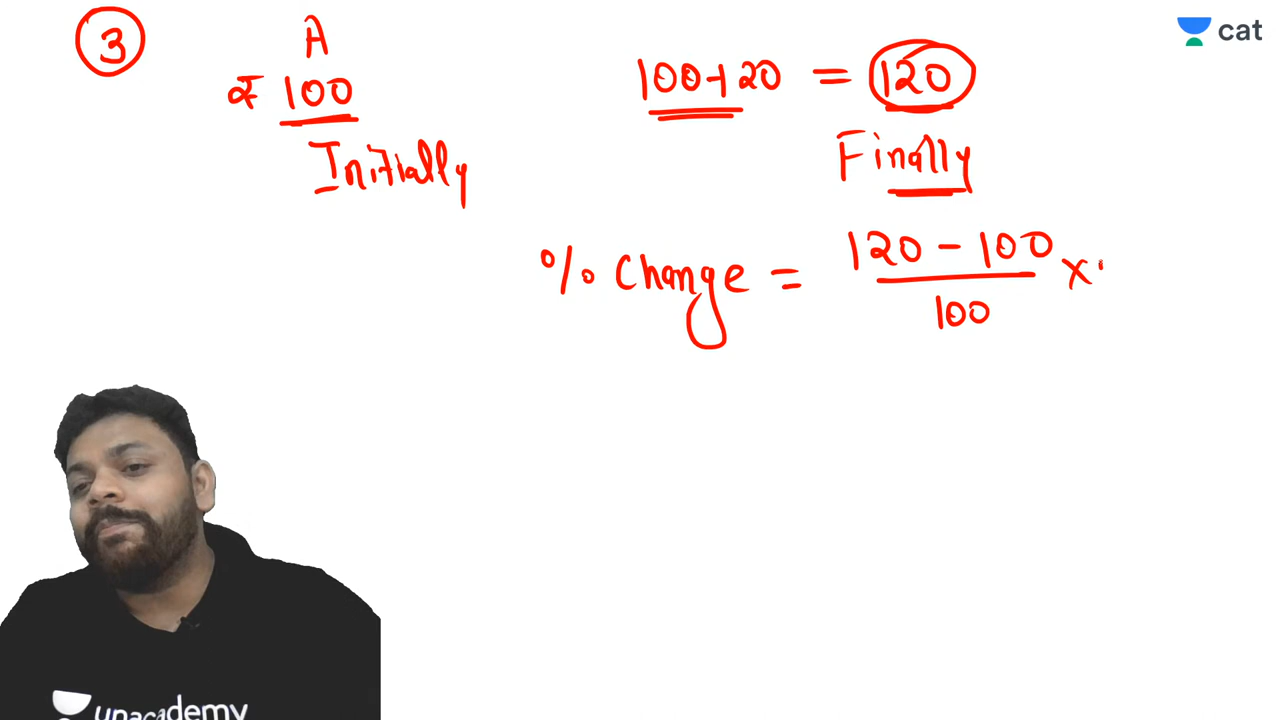 cat
3
A
₹ 100
Initially
100+20 = 120
Finally
% Change = 120 - 100 / 100 ×
unacademy